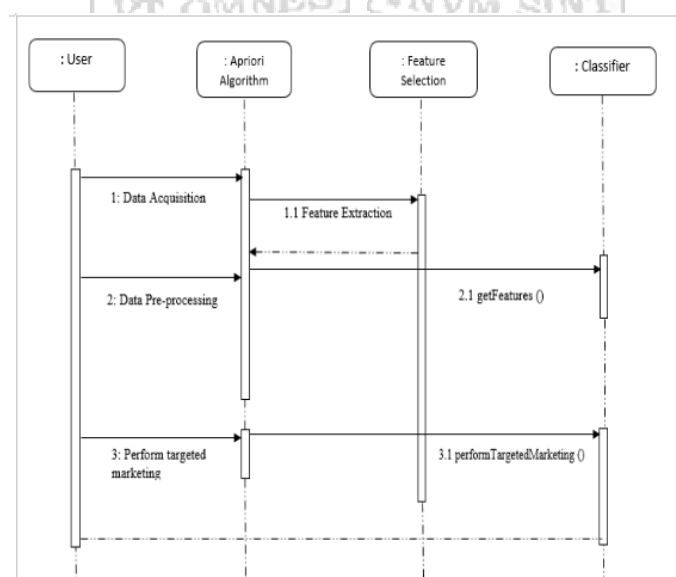 : User
: Apriori
Algorithm
: Feature
Selection
: Classifier
1: Data Acquisition
1.1 Feature Extraction
2: Data Pre-processing
2.1 getFeatures ()
3: Perform targeted
marketing
3.1 performTargetedMarketing ()